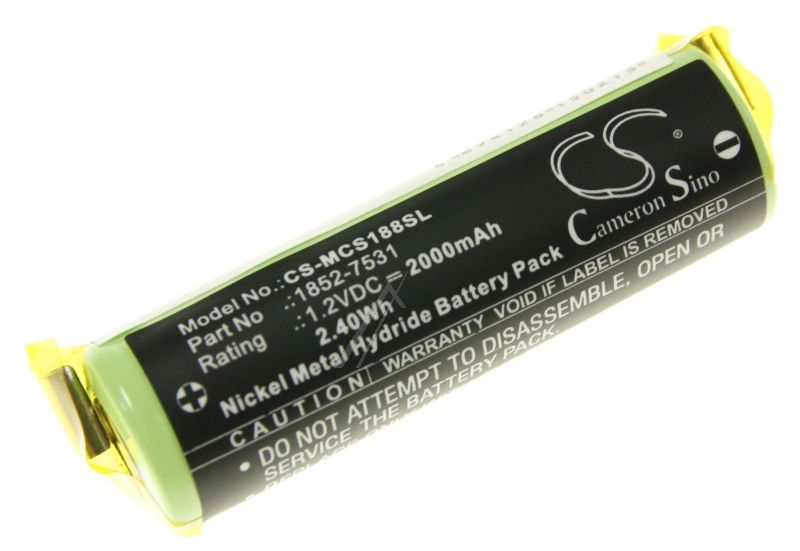 CS®
Cameron Sino
Model No.:CS-MCS188SL
Part No :1852-7531
Rating :1.2VDC 2000mAh
2.40Wh
Nickel Metal Hydride Battery Pack
CAUTION WARRANTY VOID IF LABEL IS REMOVED
DO NOT ATTEMPT TO DISASSEMBLE, OPEN OR
SERVICE THE BATTERY PACK.